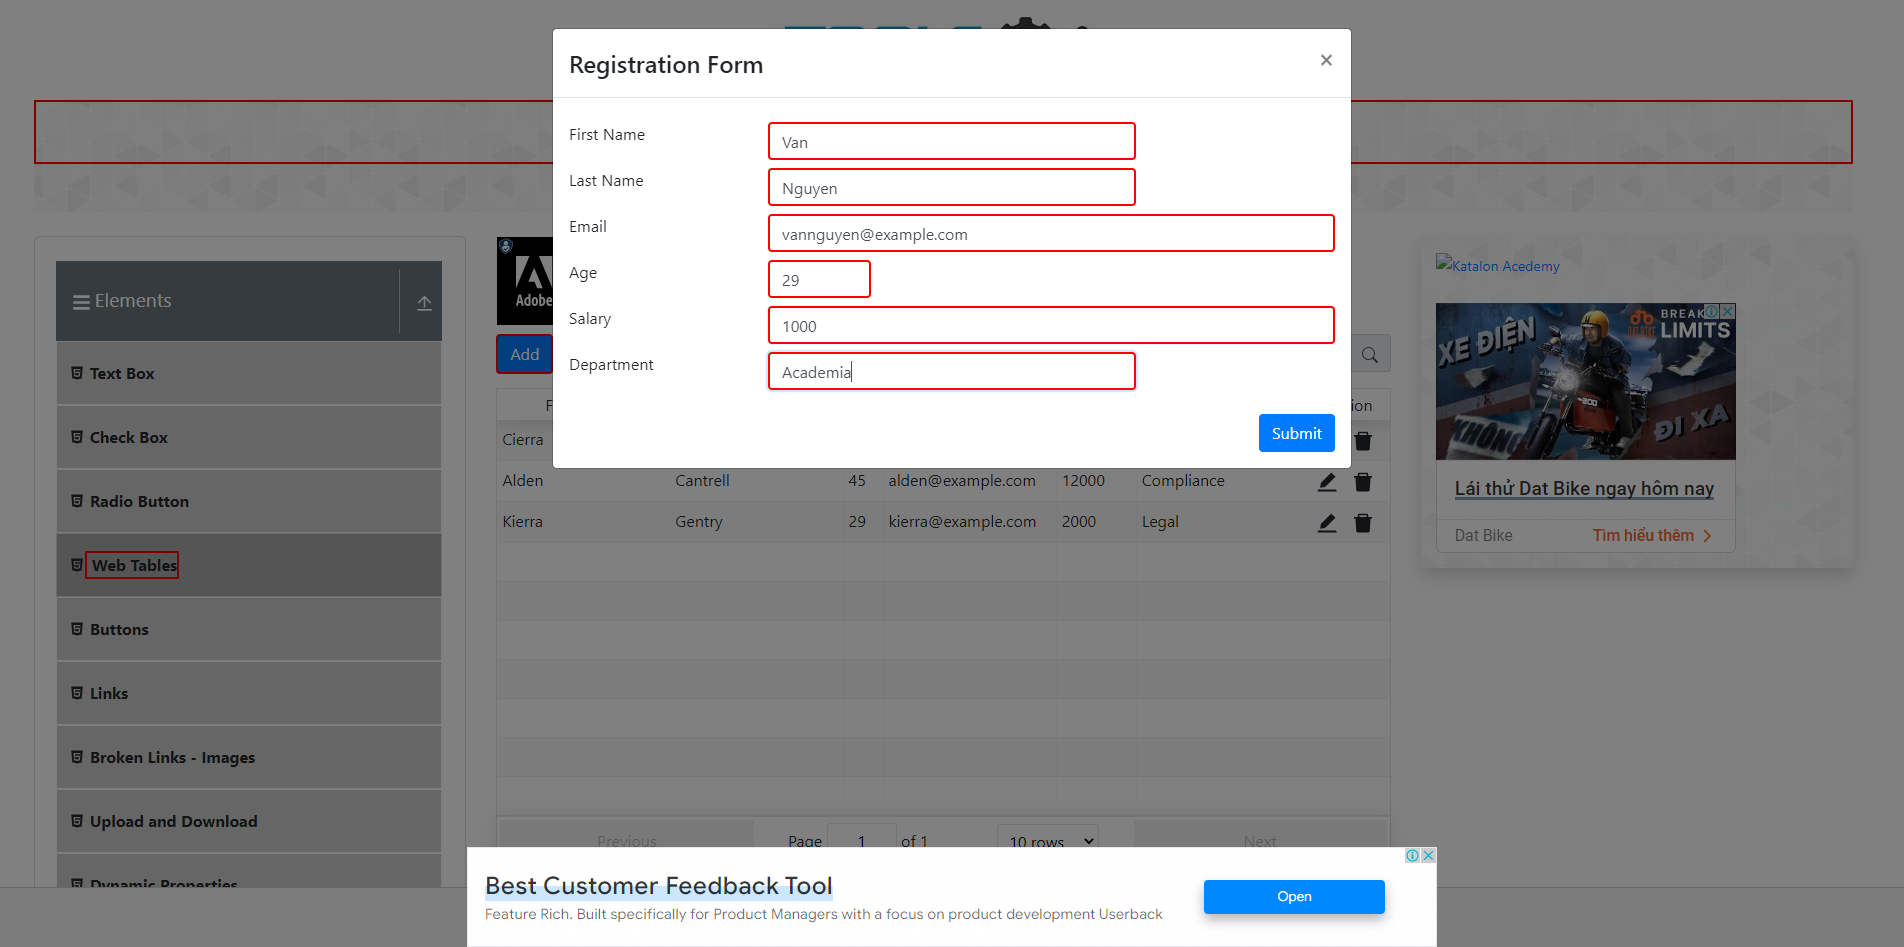 Registration Form
×
First Name
Van
Last Name
Nguyen
Email
vannguyen@example.com
Age
29
Salary
1000
Department
Academia
Submit
Elements
Text Box
Check Box
Radio Button
Web Tables
Buttons
Links
Broken Links - Images
Upload and Download
Dynamic Properties
Adobe
Add
F
ion
Cierra
Alden Cantrell 45 alden@example.com 12000 Compliance
Kierra Gentry 29 kierra@example.com 2000 Legal
Previous Page 1 of 1 10 rows Next
Katalon Acedemy
XE ĐIỆN
DAT BIKE
BREAK
LIMITS
KHÔNG
ĐI XA
Lái thử Dat Bike ngay hôm nay
Dat Bike Tìm hiểu thêm
Best Customer Feedback Tool
Feature Rich. Built specifically for Product Managers with a focus on product development Userback
Open